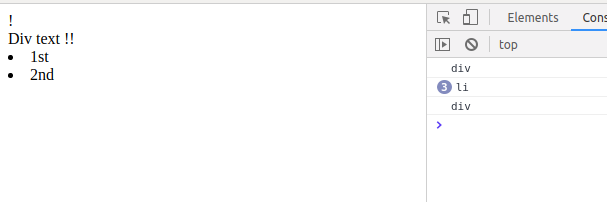 !
Div text !!
1st
2nd
Elements Cons
top
div
3 li
div